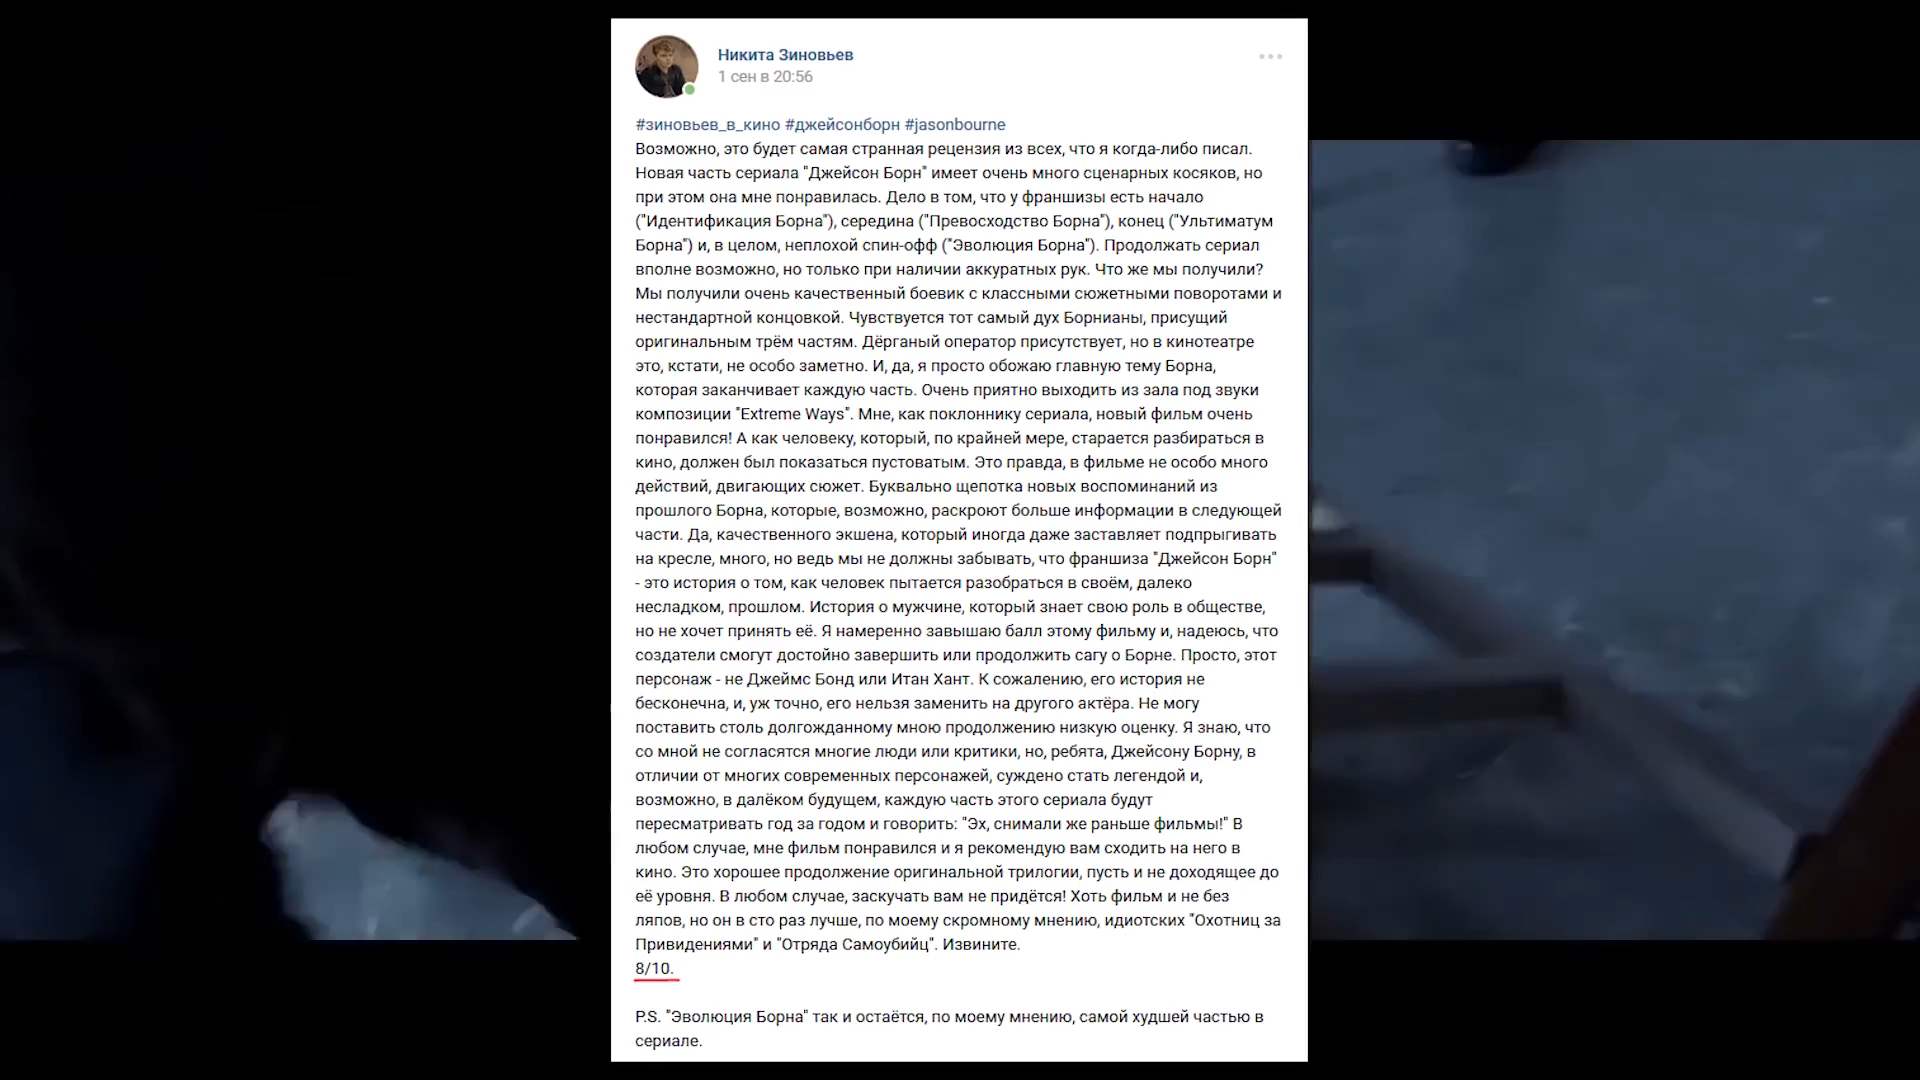 Никита Зиновьев
1 сен в 20:56
#зиновьев_в_кино #джейсонборн #jasonbourne
Возможно, это будет самая странная рецензия из всех, что я когда-либо писал.
Новая часть сериала "Джейсон Борн" имеет очень много сценарных косяков, но
при этом она мне понравилась. Дело в том, что у франшизы есть начало
("Идентификация Борна"), середина ("Превосходство Борна"), конец ("Ультиматум
Борна") и, в целом, неплохой спин-офф ("Эволюция Борна"). Продолжать сериал
вполне возможно, но только при наличии аккуратных рук. Что же мы получили?
Мы получили очень качественный боевик с классными сюжетными поворотами и
нестандартной концовкой. Чувствуется тот самый дух Борнианы, присущий
оригинальным трём частям. Дёрганый оператор присутствует, но в кинотеатре
это, кстати, не особо заметно. И, да, я просто обожаю главную тему Борна,
которая заканчивает каждую часть. Очень приятно выходить из зала под звуки
композиции "Extreme Ways". Мне, как поклоннику сериала, новый фильм очень
понравился! А как человеку, который, по крайней мере, старается разбираться в
кино, должен был показаться пустоватым. Это правда, в фильме не особо много
действий, двигающих сюжет. Буквально щепотка новых воспоминаний из
прошлого Борна, которые, возможно, раскроют больше информации в следующей
части. Да, качественного экшена, который иногда даже заставляет подпрыгивать
на кресле, много, но ведь мы не должны забывать, что франшиза "Джейсон Борн"
- это история о том, как человек пытается разобраться в своём, далеко
несладком, прошлом. История о мужчине, который знает свою роль в обществе,
но не хочет принять её. Я намеренно завышаю балл этому фильму и, надеюсь, что
создатели смогут достойно завершить или продолжить сагу о Борне. Просто, этот
персонаж - не Джеймс Бонд или Итан Хант. К сожалению, его история не
бесконечна, и, уж точно, его нельзя заменить на другого актёра. Не могу
поставить столь долгожданному мною продолжению низкую оценку. Я знаю, что
со мной не согласятся многие люди или критики, но, ребята, Джейсону Борну, в
отличии от многих современных персонажей, суждено стать легендой и,
возможно, в далёком будущем, каждую часть этого сериала будут
пересматривать год за годом и говорить: "Эх, снимали же раньше фильмы!" В
любом случае, мне фильм понравился и я рекомендую вам сходить на него в
кино. Это хорошее продолжение оригинальной трилогии, пусть и не доходящее до
её уровня. В любом случае, заскучать вам не придётся! Хоть фильм и не без
ляпов, но он в сто раз лучше, по моему скромному мнению, идиотских "Охотниц за
Привидениями" и "Отряда Самоубийц". Извините.
8/10.
P.S. "Эволюция Борна" так и остаётся, по моему мнению, самой худшей частью в
сериале.